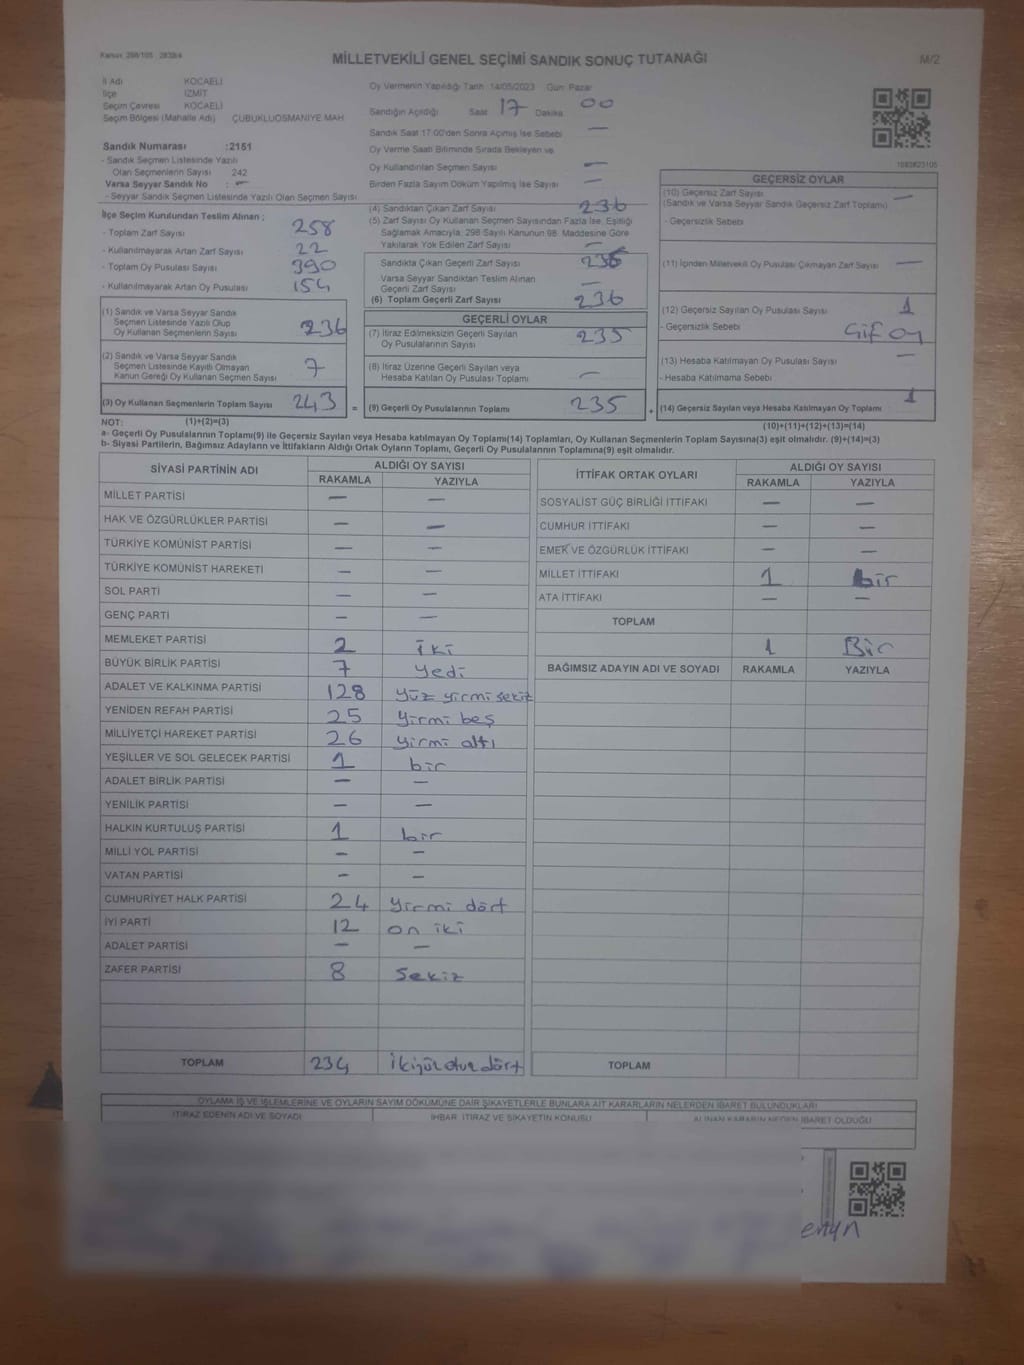 MİLLETVEKİLİ GENEL SEÇİMİ SANDIK SONUÇ TUTANAĞI
M/2
İl Adı KOCAELİ
İlçe İZMİT
Seçim Çevresi KOCAELİ
Seçim Bölgesi (Mahalle Adı) ÇUBUKLUOSMANİYE MAH.
Sandık Numarası :2151
- Sandık Seçmen Listesinde Yazılı
Olan Seçmenlerin Sayısı 242
Varsa Seyyar Sandık No : —
- Seyyar Sandık Seçmen Listesinde Yazılı Olan Seçmen Sayısı
İlçe Seçim Kurulundan Teslim Alınan ;
- Toplam Zarf Sayısı 258
- Kullanılmayarak Artan Zarf Sayısı 22
- Toplam Oy Pusulası Sayısı 390
- Kullanılmayarak Artan Oy Pusulası 154
(1) Sandık ve Varsa Seyyar Sandık
Seçmen Listesinde Yazılı Olup
Oy Kullanan Seçmenlerin Sayısı 236
(2) Sandık ve Varsa Seyyar Sandık
Seçmen Listesinde Kayıtlı Olmayan
Kanun Gereği Oy Kullanan Seçmen Sayısı 7
(3) Oy Kullanan Seçmenlerin Toplam Sayısı 243 =
(1)+(2)=(3)
Oy Vermenin Yapıldığı Tarih 14/05/2023 Gün: Pazar
Sandığın Açıldığı Saat 17 Dakika 00
Sandık Saat 17:00'den Sonra Açımış İse Sebebi —
Oy Verme Saati Bitiminde Sırada Bekleyen ve
Oy Kullandırılan Seçmen Sayısı —
Birden Fazla Sayım Döküm Yapılmış İse Sayısı —
(4) Sandıktan Çıkan Zarf Sayısı 236
(5) Zarf Sayısı Oy Kullanan Seçmen Sayısından Fazla İse, Eşitliği
Sağlamak Amacıyla; 298 Sayılı Kanunun 98. Maddesine Göre
Yakılarak Yok Edilen Zarf Sayısı —
Sandıkta Çıkan Geçerli Zarf Sayısı 236
Varsa Seyyar Sandıktan Teslim Alınan
Geçerli Zarf Sayısı —
(6) Toplam Geçerli Zarf Sayısı 236
GEÇERLİ OYLAR
(7) İtiraz Edilmeksizin Geçerli Sayılan
Oy Pusulalarının Sayısı 235
(8) İtiraz Üzerine Geçerli Sayılan veya
Hesaba Katılan Oy Pusulası Toplamı —
(9) Geçerli Oy Pusulalarının Toplamı 235 +
GEÇERSİZ OYLAR
(10) Geçersiz Zarf Sayısı —
(Sandık ve Varsa Seyyar Sandık Geçersiz Zarf Toplamı)
- Geçersizlik Sebebi
(11) İçinden Milletvekili Oy Pusulası Çıkmayan Zarf Sayısı —
(12) Geçersiz Sayılan Oy Pusulası Sayısı 1
- Geçersizlik Sebebi Çift oy
(13) Hesaba Katılmayan Oy Pusulası Sayısı —
- Hesaba Katılmama Sebebi
(14) Geçersiz Sayılan veya Hesaba Katılmayan Oy Toplamı 1
(10)+(11)+(12)+(13)=(14)
NOT:
a- Geçerli Oy Pusulalarının Toplamı(9) ile Geçersiz Sayılan veya Hesaba katılmayan Oy Toplamı(14) Toplamları, Oy Kullanan Seçmenlerin Toplam Sayısına(3) eşit olmalıdır. (9)+(14)=(3)
b- Siyasi Partilerin, Bağımsız Adayların ve İttifakların Aldığı Ortak Oyların Toplamı, Geçerli Oy Pusulalarının Toplamına(9) eşit olmalıdır.
SİYASİ PARTİNİN ADI ALDIĞI OY SAYISI
RAKAMLA YAZIYLA
MİLLET PARTİSİ — —
HAK VE ÖZGÜRLÜKLER PARTİSİ — —
TÜRKİYE KOMÜNİST PARTİSİ — —
TÜRKİYE KOMÜNİST HAREKETİ — —
SOL PARTİ — —
GENÇ PARTİ — —
MEMLEKET PARTİSİ 2 iki
BÜYÜK BİRLİK PARTİSİ 7 yedi
ADALET VE KALKINMA PARTİSİ 128 yüz yirmi sekiz
YENİDEN REFAH PARTİSİ 25 yirmi beş
MİLLİYETÇİ HAREKET PARTİSİ 26 yirmi altı
YEŞİLLER VE SOL GELECEK PARTİSİ 1 bir
ADALET BİRLİK PARTİSİ — —
YENİLİK PARTİSİ — —
HALKIN KURTULUŞ PARTİSİ 1 bir
MİLLİ YOL PARTİSİ — —
VATAN PARTİSİ — —
CUMHURİYET HALK PARTİSİ 24 yirmi dört
İYİ PARTİ 12 on iki
ADALET PARTİSİ — —
ZAFER PARTİSİ 8 Sekiz
TOPLAM 234 ikiyüz otuz dört
İTTİFAK ORTAK OYLARI ALDIĞI OY SAYISI
RAKAMLA YAZIYLA
SOSYALİST GÜÇ BİRLİĞİ İTTİFAKI — —
CUMHUR İTTİFAKI — —
EMEK VE ÖZGÜRLÜK İTTİFAKI — —
MİLLET İTTİFAKI 1 bir
ATA İTTİFAKI — —
TOPLAM 1 Bir
BAĞIMSIZ ADAYIN ADI VE SOYADI RAKAMLA YAZIYLA
TOPLAM
OYLAMA İŞ VE İŞLEMLERİNE VE OYLARIN SAYIM DÖKÜMÜNE DAİR ŞİKAYETLERLE BUNLARA AİT KARARLARIN NELERDEN İBARET BULUNDUKLARI
İTİRAZ EDENİN ADI VE SOYADI İHBAR, İTİRAZ VE ŞİKAYETİN KONUSU ALINAN KARARIN NEDEN İBARET OLDUĞU